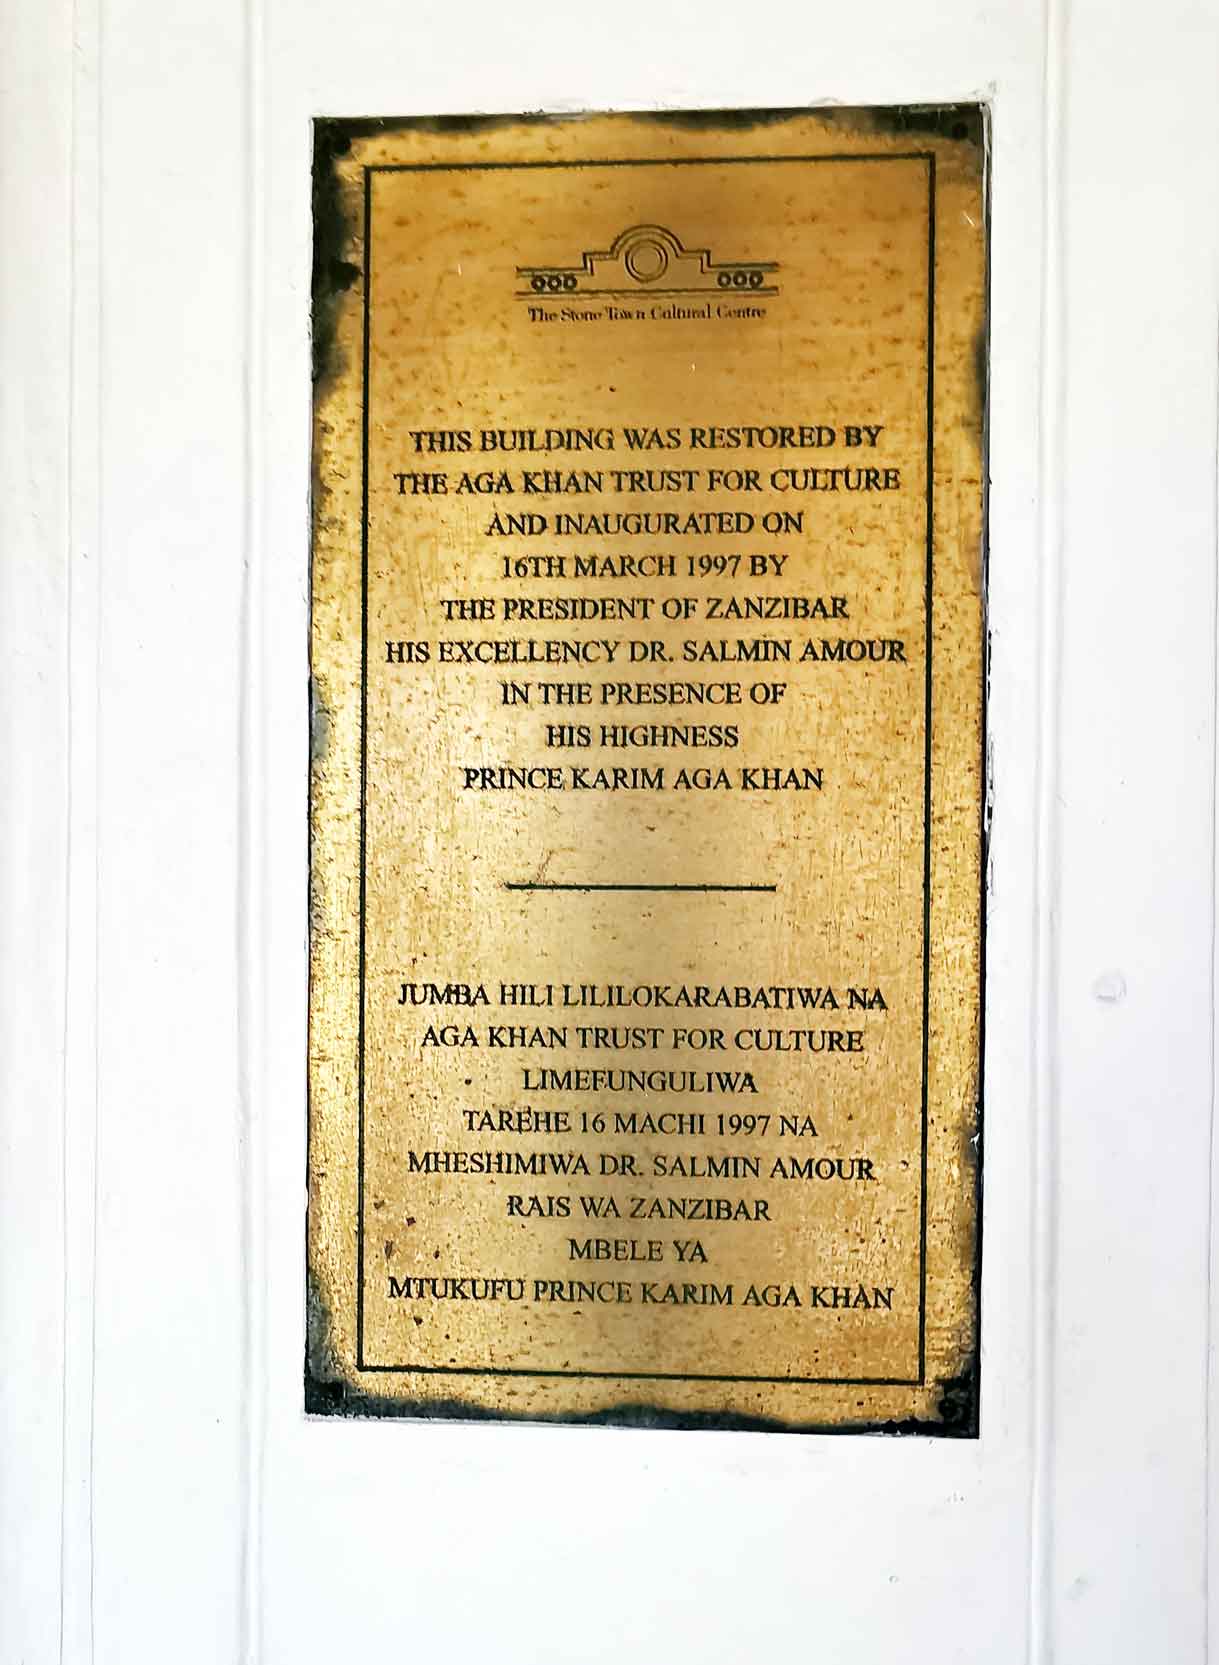 The Stone Town Cultural Centre
THIS BUILDING WAS RESTORED BY
THE AGA KHAN TRUST FOR CULTURE
AND INAUGURATED ON
16TH MARCH 1997 BY
THE PRESIDENT OF ZANZIBAR
HIS EXCELLENCY DR. SALMIN AMOUR
IN THE PRESENCE OF
HIS HIGHNESS
PRINCE KARIM AGA KHAN
JUMBA HILI LILILOKARABATIWA NA
AGA KHAN TRUST FOR CULTURE
LIMEFUNGULIWA
TAREHE 16 MACHI 1997 NA
MHESHIMIWA DR. SALMIN AMOUR
RAIS WA ZANZIBAR
MBELE YA
MTUKUFU PRINCE KARIM AGA KHAN